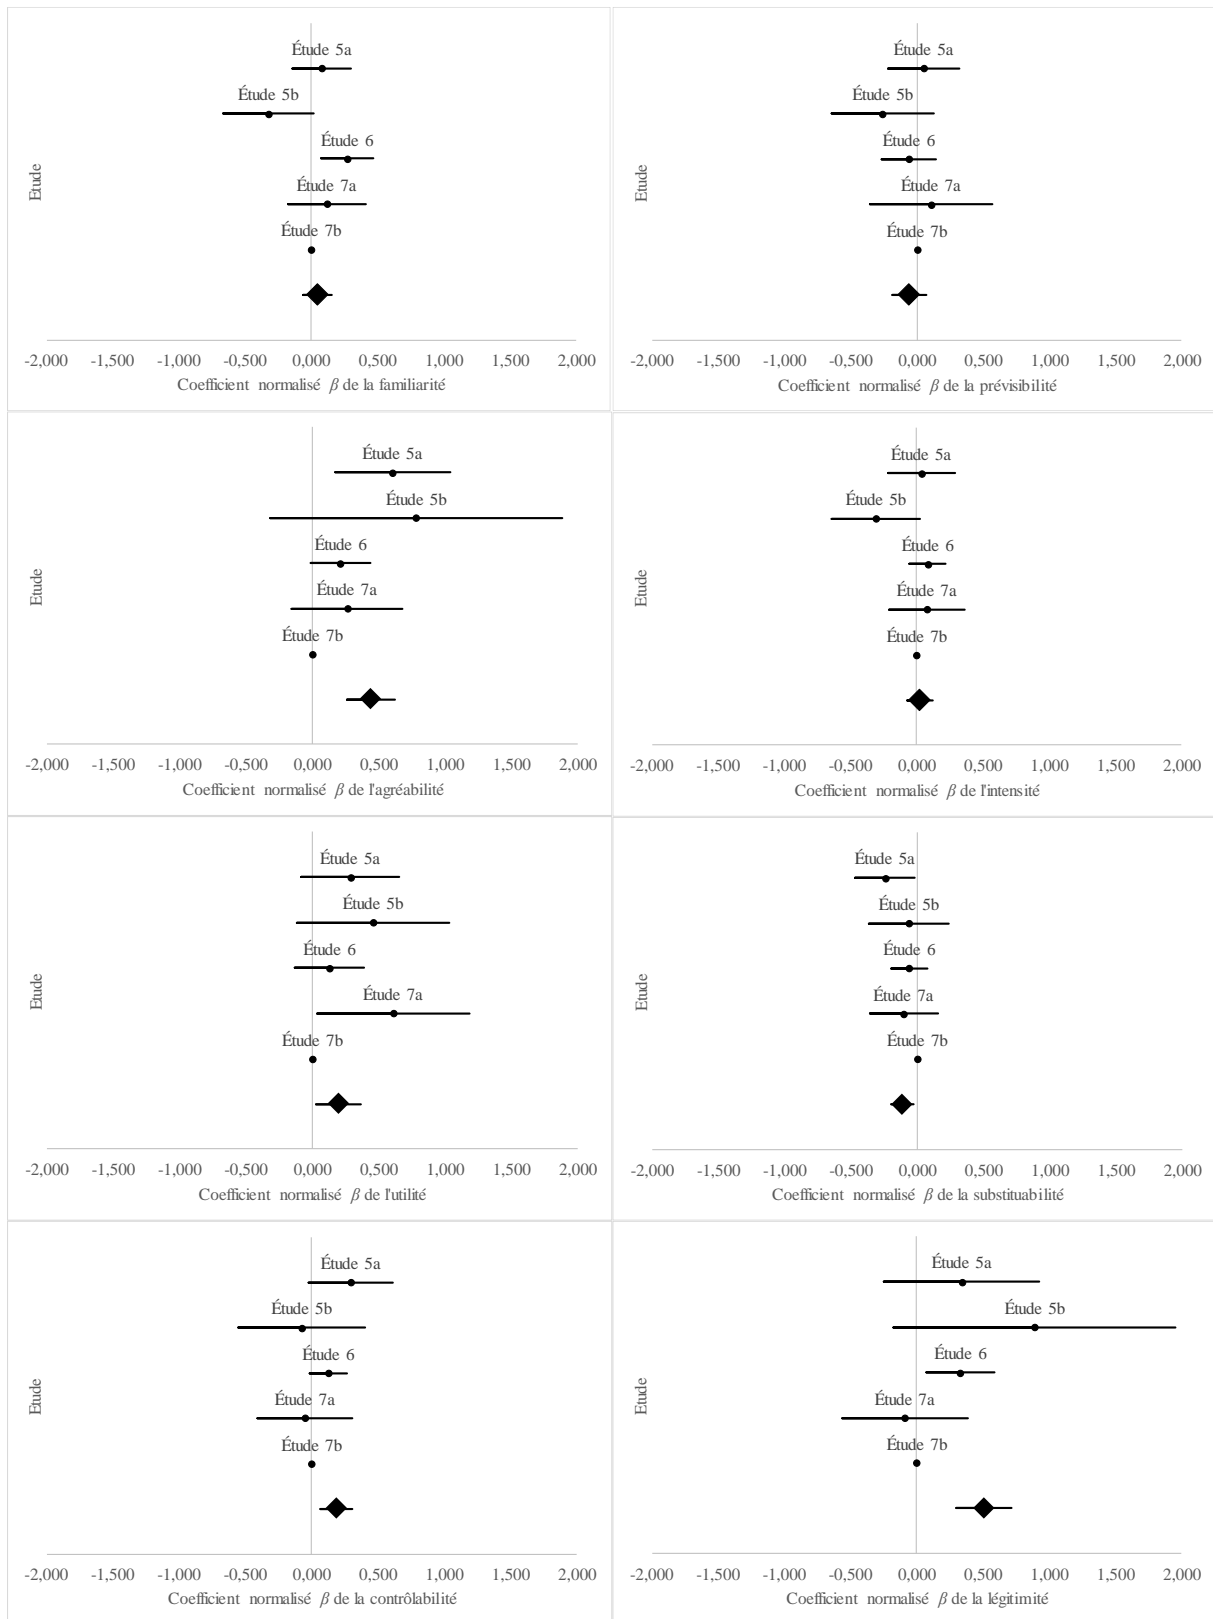 Étude 5a
Étude 5b
Étude 6
Étude 7a
Étude 7b
Etude
-2,000 -1,500 -1,000 -0,500 0,000 0,500 1,000 1,500 2,000
Coefficient normalisé β de la familiarité
Étude 5a
Étude 5b
Étude 6
Étude 7a
Étude 7b
Etude
-2,000 -1,500 -1,000 -0,500 0,000 0,500 1,000 1,500 2,000
Coefficient normalisé β de la prévisibilité
Étude 5a
Étude 5b
Étude 6
Étude 7a
Étude 7b
Etude
-2,000 -1,500 -1,000 -0,500 0,000 0,500 1,000 1,500 2,000
Coefficient normalisé β de l'agréabilité
Étude 5a
Étude 5b
Étude 6
Étude 7a
Étude 7b
Etude
-2,000 -1,500 -1,000 -0,500 0,000 0,500 1,000 1,500 2,000
Coefficient normalisé β de l'intensité
Étude 5a
Étude 5b
Étude 6
Étude 7a
Étude 7b
Etude
-2,000 -1,500 -1,000 -0,500 0,000 0,500 1,000 1,500 2,000
Coefficient normalisé β de l'utilité
Étude 5a
Étude 5b
Étude 6
Étude 7a
Étude 7b
Etude
-2,000 -1,500 -1,000 -0,500 0,000 0,500 1,000 1,500 2,000
Coefficient normalisé β de la substituabilité
Étude 5a
Étude 5b
Étude 6
Étude 7a
Étude 7b
Etude
-2,000 -1,500 -1,000 -0,500 0,000 0,500 1,000 1,500 2,000
Coefficient normalisé β de la contrôlabilité
Étude 5a
Étude 5b
Étude 6
Étude 7a
Étude 7b
Etude
-2,000 -1,500 -1,000 -0,500 0,000 0,500 1,000 1,500 2,000
Coefficient normalisé β de la légitimité